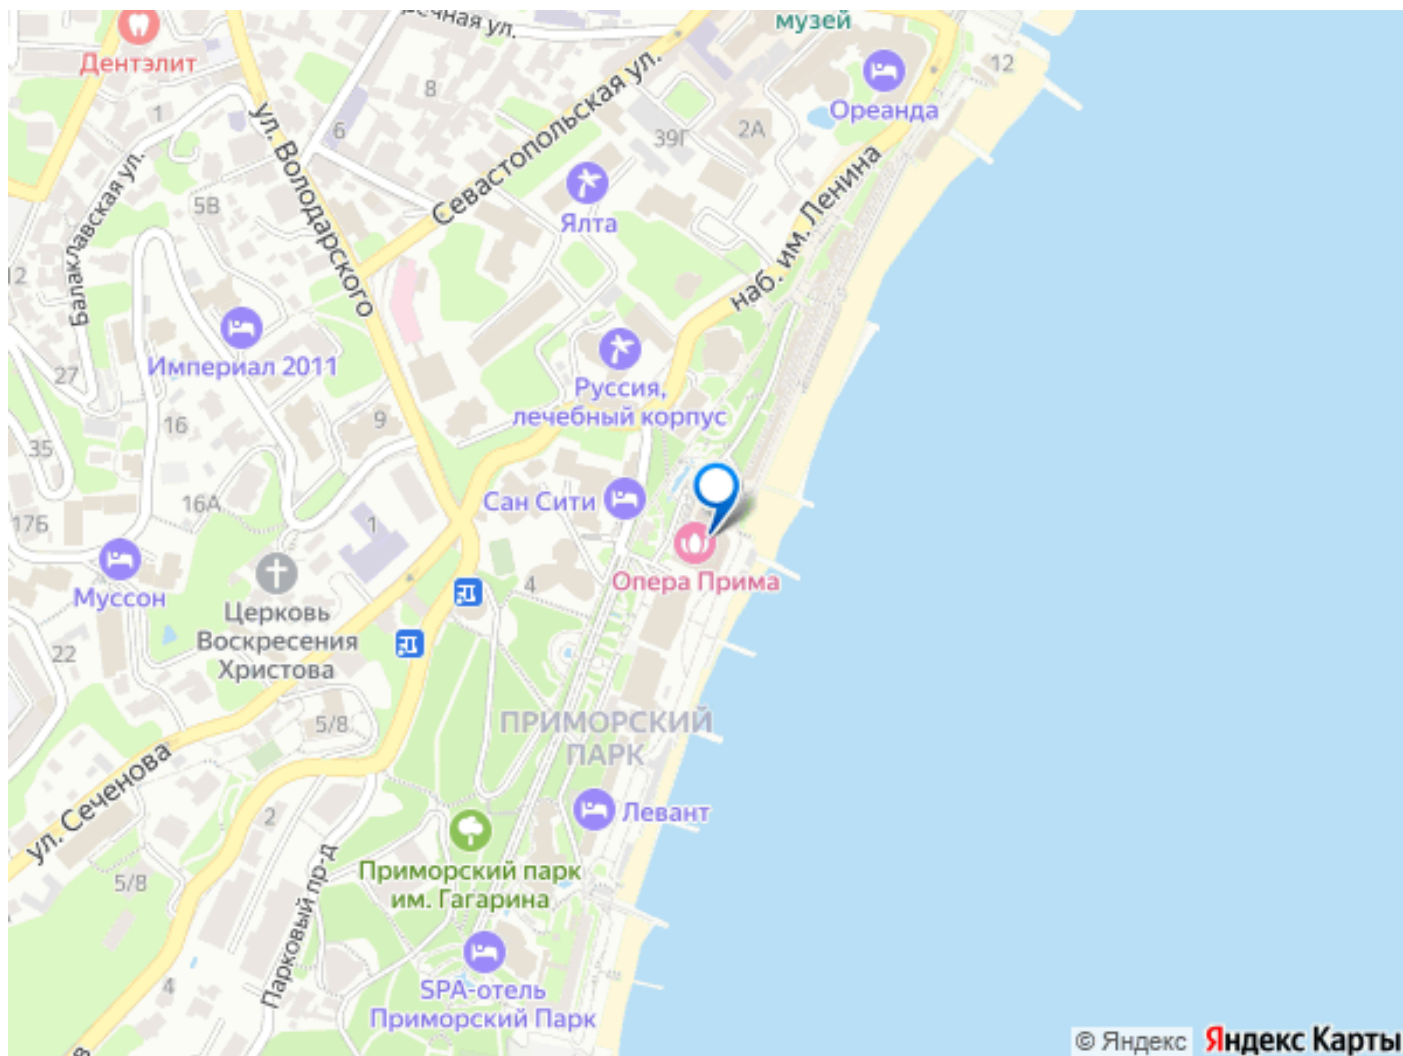 музей
Дентэлит
ечная ул.
12
Ореанда
8
1
6
39Г
2А
Севастопольская ул.
ул. Володарского
Балаклавская ул.
5В
Ялта
наб. им. Ленина
12
Империал 2011
27
Руссия,
лечебный корпус
16
9
35
16А
Сан Сити
17Б
1
Опера Прима
4
Муссон
Церковь
Воскресения
Христова
22
5/8
ПРИМОРСКИЙ
ПАРК
ул. Сеченова
2
Левант
5/8
Приморский парк
им. Гагарина
Парковый пр-д
4
SPA-отель
Приморский Парк
© Яндекс Яндекс Карты